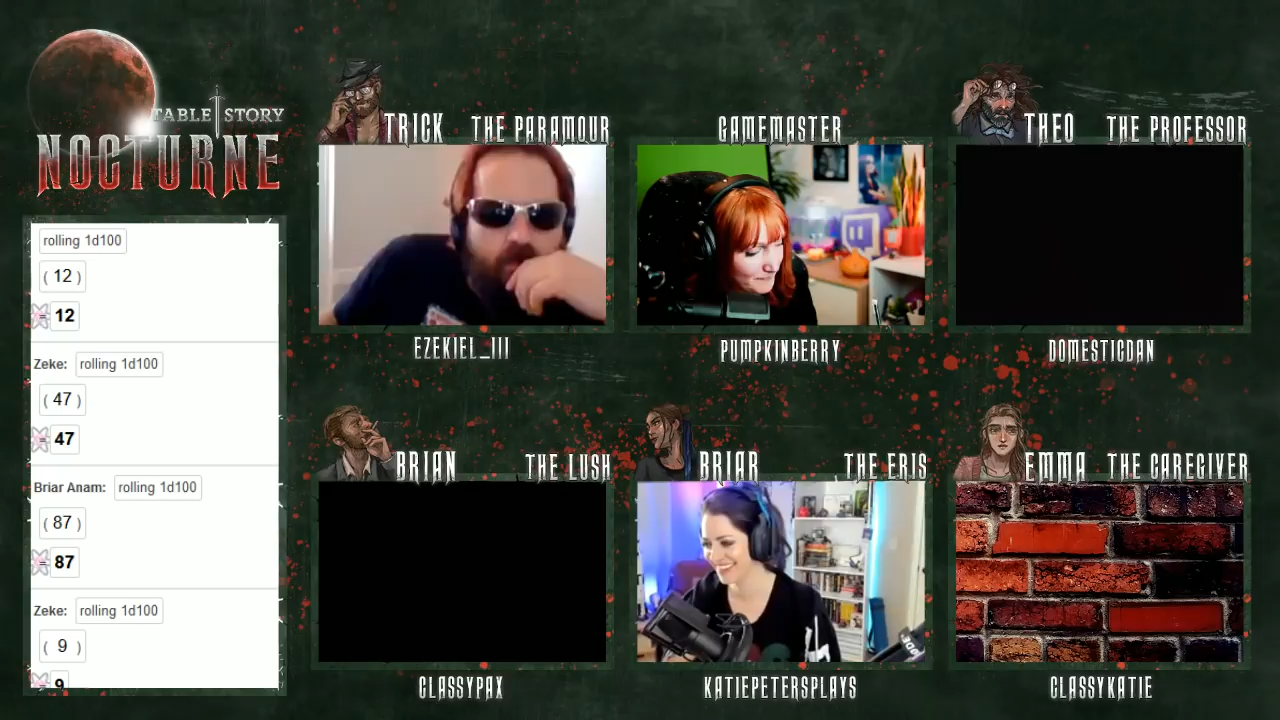 TABLE STORY
NOCTURNE
rolling 1d100
( 12 )
= 12
Zeke: rolling 1d100
( 47 )
= 47
Briar Anam: rolling 1d100
( 87 )
= 87
Zeke: rolling 1d100
( 9 )
= 9
TRICK THE PARAMOUR
EZEKIEL_III
GAMEMASTER
PUMPKINBERRY
THEO THE PROFESSOR
DOMESTICDAN
BRIAN THE LUSH
CLASSYPAX
BRIAR THE ERIS
KATIEPETERSPLAYS
EMMA THE CAREGIVER
CLASSYKATIE